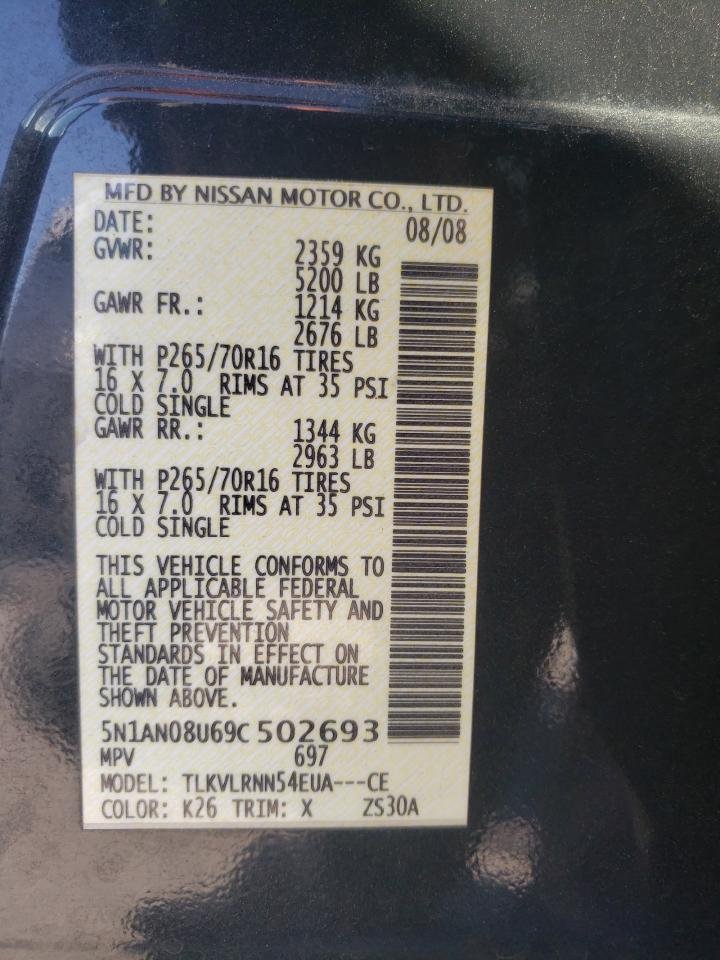 MFD BY NISSAN MOTOR CO., LTD.
DATE: 08/08
GVWR: 2359 KG
5200 LB
GAWR FR.: 1214 KG
2676 LB
WITH P265/70R16 TIRES
16 X 7.0 RIMS AT 35 PSI
COLD SINGLE
GAWR RR.: 1344 KG
2963 LB
WITH P265/70R16 TIRES
16 X 7.0 RIMS AT 35 PSI
COLD SINGLE
THIS VEHICLE CONFORMS TO
ALL APPLICABLE FEDERAL
MOTOR VEHICLE SAFETY AND
THEFT PREVENTION
STANDARDS IN EFFECT ON
THE DATE OF MANUFACTURE
SHOWN ABOVE.
5N1AN08U69C502693
MPV 697
MODEL: TLKVLRNN54EUA---CE
COLOR: K26 TRIM: X ZS30A